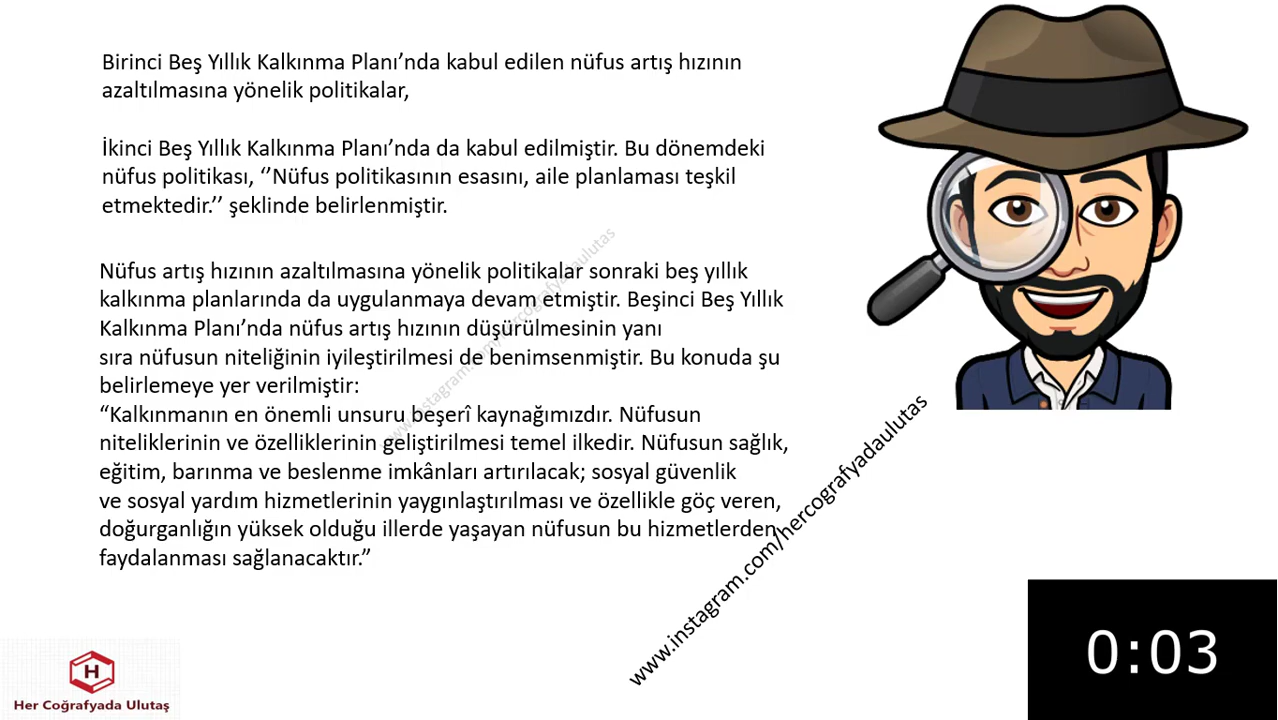 Birinci Beş Yıllık Kalkınma Planı’nda kabul edilen nüfus artış hızının
azaltılmasına yönelik politikalar,
İkinci Beş Yıllık Kalkınma Planı’nda da kabul edilmiştir. Bu dönemdeki
nüfus politikası, ‘’Nüfus politikasının esasını, aile planlaması teşkil
etmektedir.’’ şeklinde belirlenmiştir.
Nüfus artış hızının azaltılmasına yönelik politikalar sonraki beş yıllık
kalkınma planlarında da uygulanmaya devam etmiştir. Beşinci Beş Yıllık
Kalkınma Planı’nda nüfus artış hızının düşürülmesinin yanı
sıra nüfusun niteliğinin iyileştirilmesi de benimsenmiştir. Bu konuda şu
belirlemeye yer verilmiştir:
“Kalkınmanın en önemli unsuru beşerî kaynağımızdır. Nüfusun
niteliklerinin ve özelliklerinin geliştirilmesi temel ilkedir. Nüfusun sağlık,
eğitim, barınma ve beslenme imkânları artırılacak; sosyal güvenlik
ve sosyal yardım hizmetlerinin yaygınlaştırılması ve özellikle göç veren,
doğurganlığın yüksek olduğu illerde yaşayan nüfusun bu hizmetlerden
faydalanması sağlanacaktır.”
www.instagram.com/hercografyadaulutas
www.instagram.com/hercografyadaulutas
H
Her Coğrafyada Ulutaş
0:03